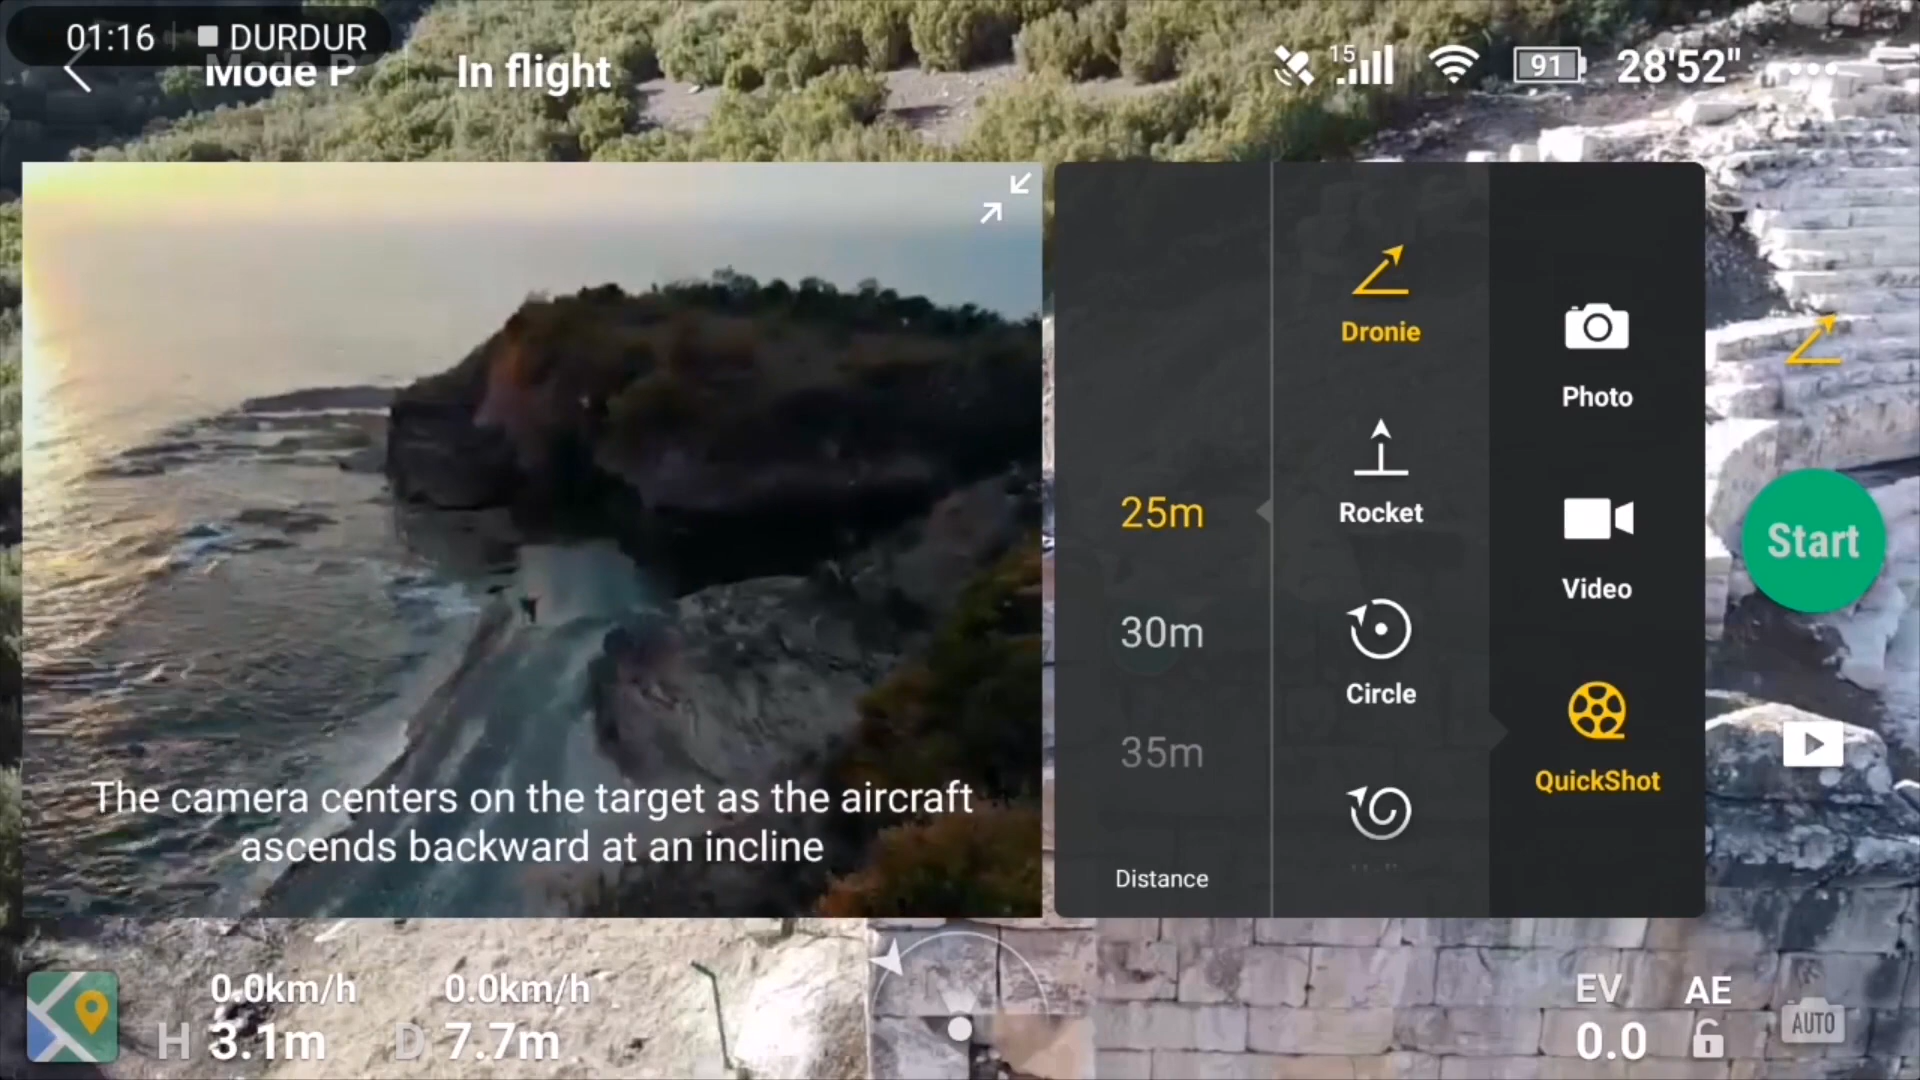 01:16 DURDUR
Mode P In flight 15 91 28'52"
Dronie
Photo
25m
Rocket
Start
Video
30m
Circle
35m
QuickShot
The camera centers on the target as the aircraft
ascends backward at an incline
Distance
0.0km/h 0.0km/h
H 3.1m D 7.7m
EV AE
0.0 AUTO